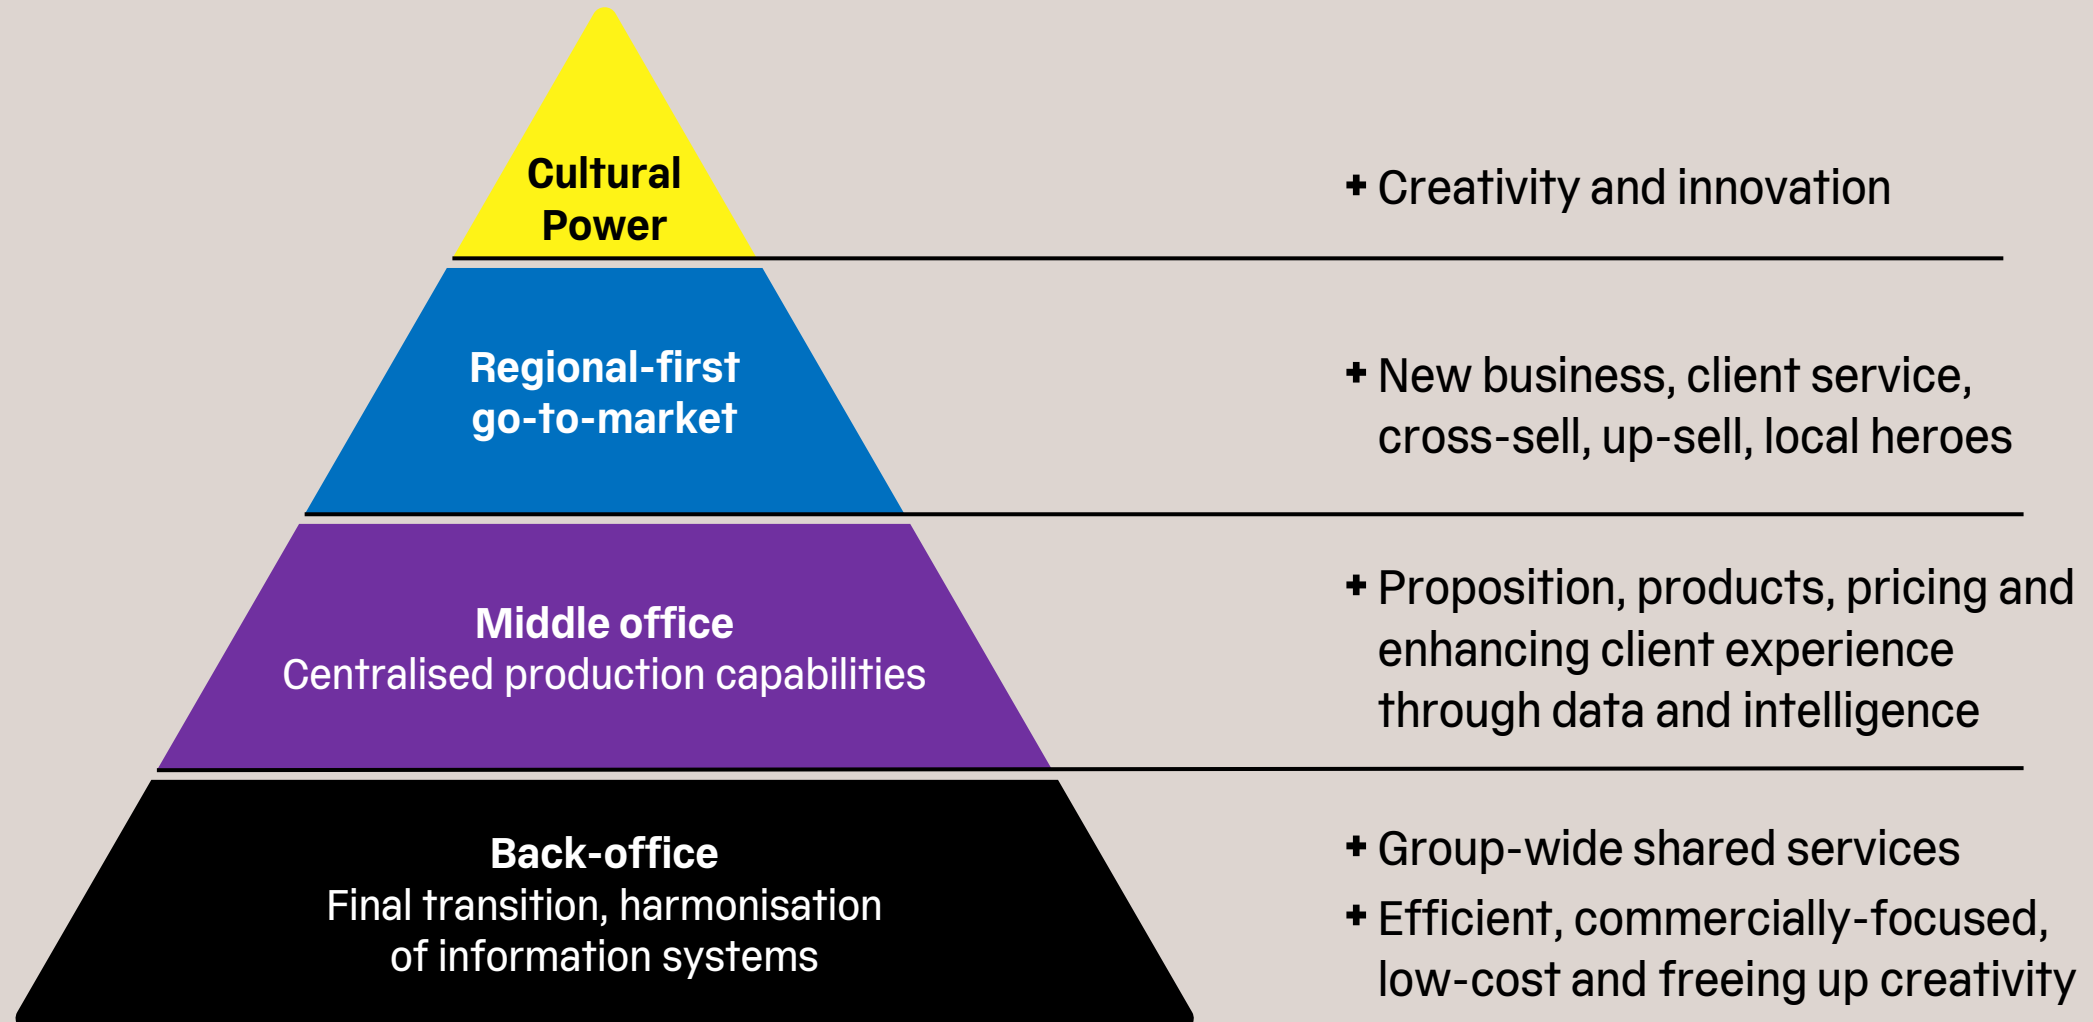 Cultural
Power
+ Creativity and innovation
Regional-first
go-to-market
+ New business, client service,
cross-sell, up-sell, local heroes
Middle office
Centralised production capabilities
+ Proposition, products, pricing and
enhancing client experience
through data and intelligence
Back-office
Final transition, harmonisation
of information systems
+ Group-wide shared services
+ Efficient, commercially-focused,
low-cost and freeing up creativity